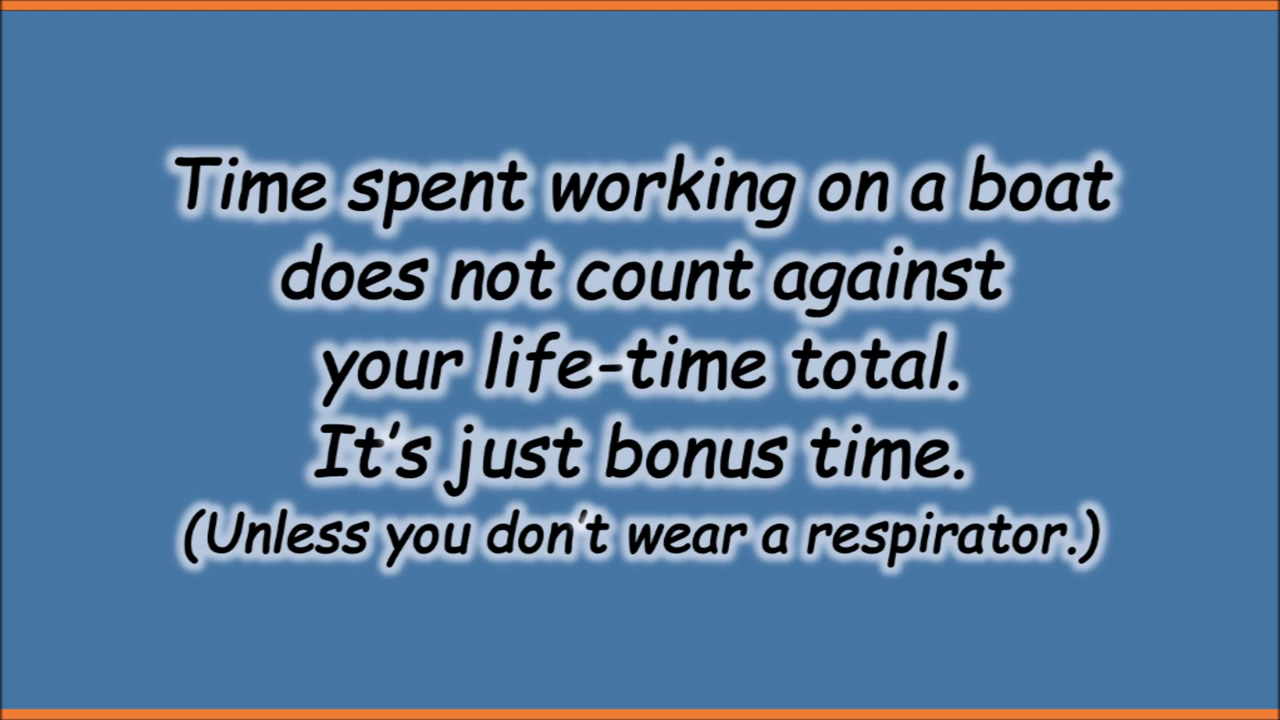 Time spent working on a boat
does not count against
your life-time total.
It's just bonus time.
(Unless you don't wear a respirator.)